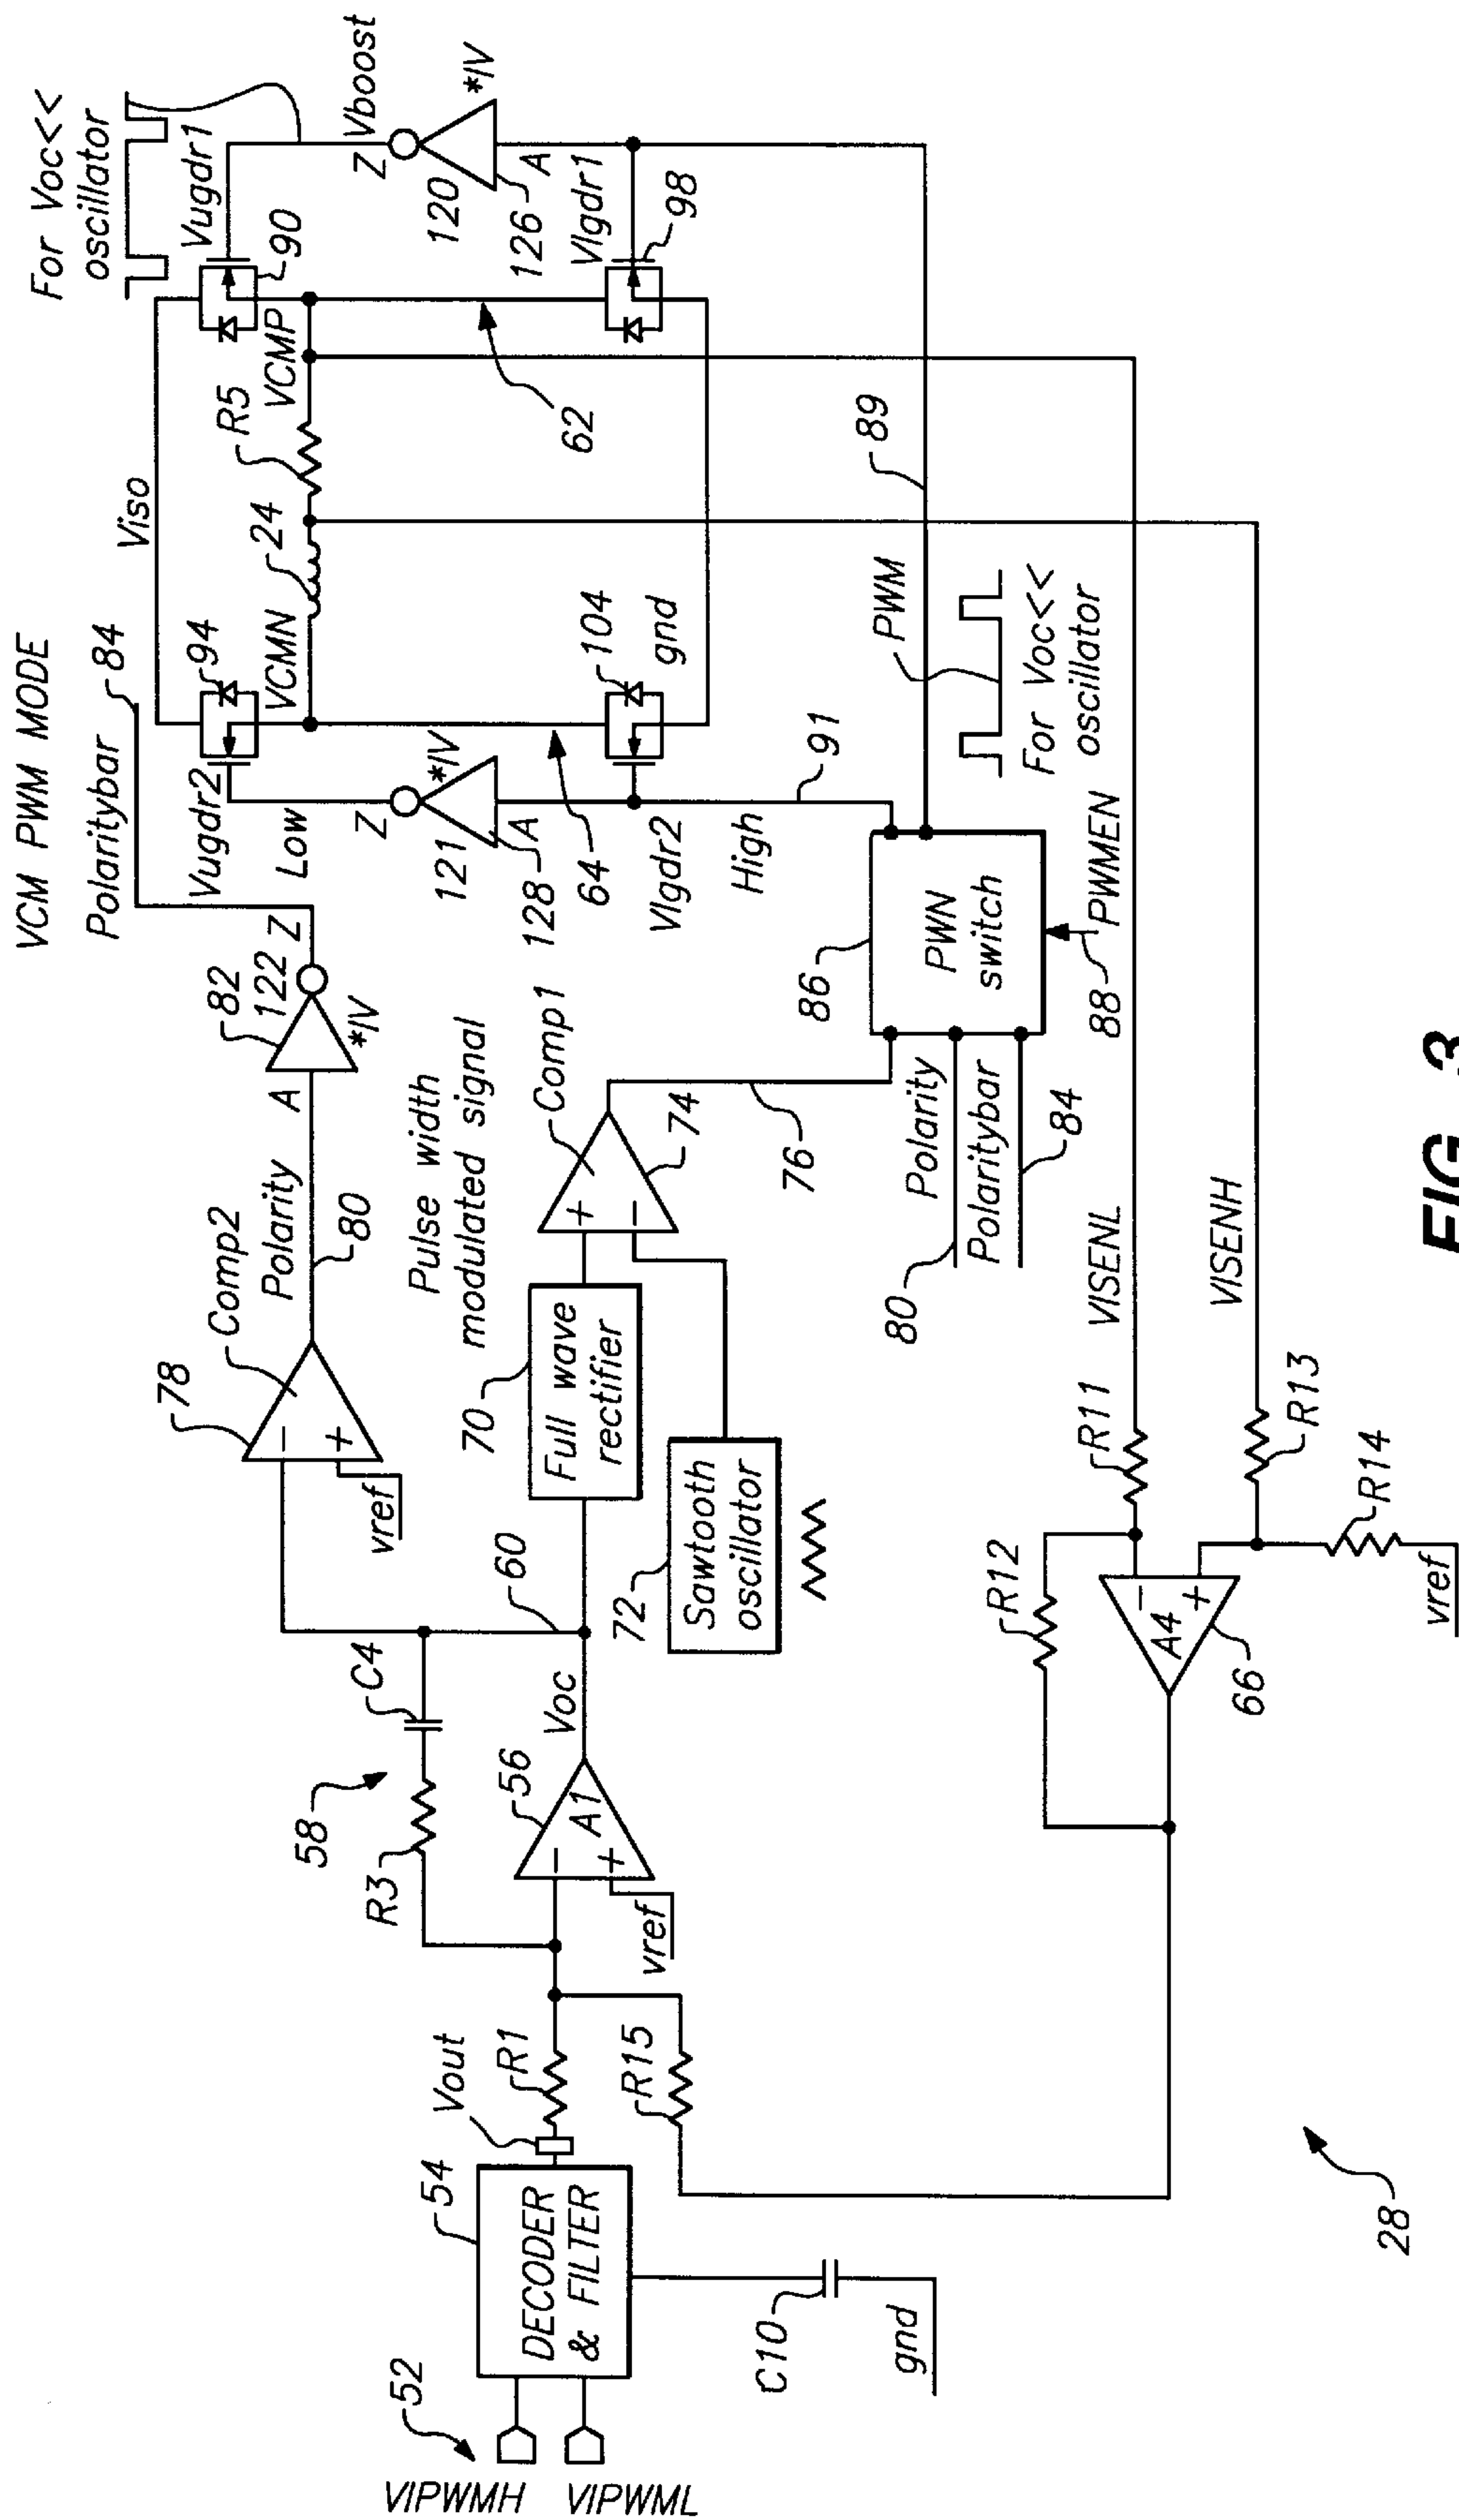 VCM PWM MODE
For Voc<<
oscillator
Vugdr1
90
Vboost
Z
*IV
120
126
A
Vlgdr1
98
Viso
R5
VCMP
62
24
VCMN
94
104
gnd
Politybar
84
Vugdr2
Low
Z
*IV
121
128
A
64
Vlgdr2
High
91
89
PWM
For Voc<<
oscillator
82
122
Z
*IV
A
Polarity
80
Comp2
78
vref
Pulse width
modulated signal
Comp1
74
76
70
Full wave
rectifier
72
Sawtooth
oscillator
86
PWN
switch
88
PWMEN
Polarity
80
Polaritybar
84
VISENL
VISENH
R11
R13
R14
vref
R12
A4
66
60
C4
58
R3
Voc
56
A1
vref
Vout
R1
R15
54
DECODER
& FILTER
52
VIPWMH
VIPWML
C10
gnd
28
FIG. 3